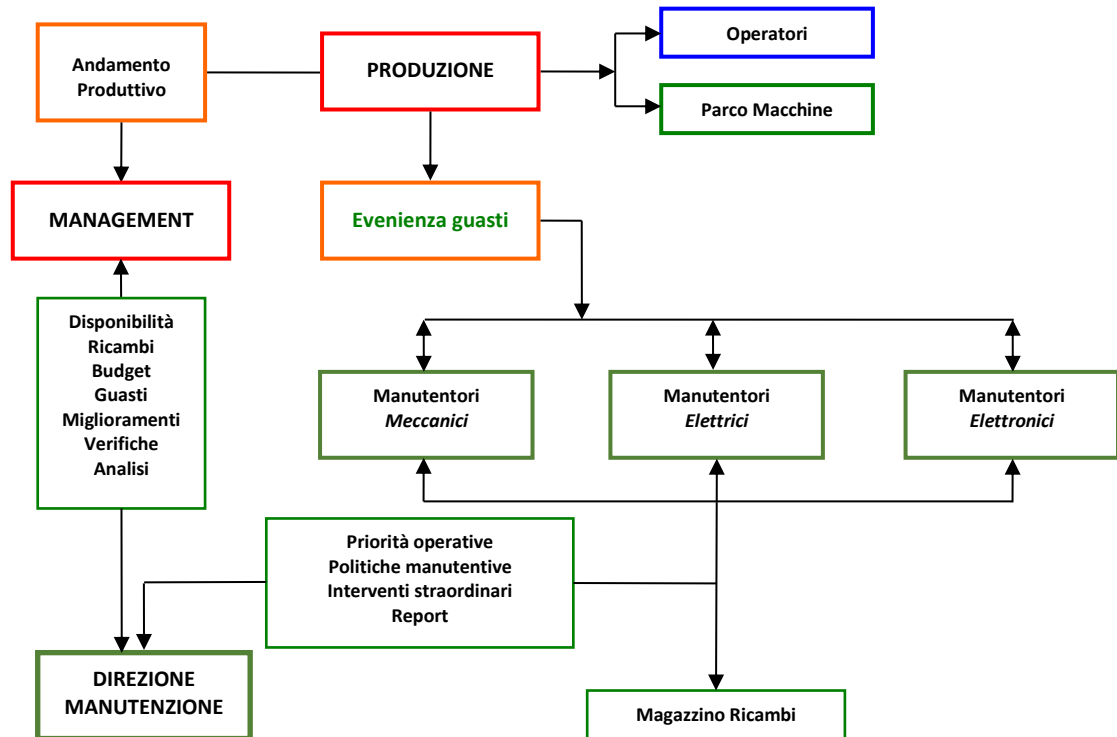 Andamento
Produttivo
PRODUZIONE
Operatori
Parco Macchine
MANAGEMENT
Evenienza guasti
Disponibilità
Ricambi
Budget
Guasti
Miglioramenti
Verifiche
Analisi
Manutentori
Meccanici
Manutentori
Elettrici
Manutentori
Elettronici
Priorità operative
Politiche manutentive
Interventi straordinari
Report
DIREZIONE
MANUTENZIONE
Magazzino Ricambi